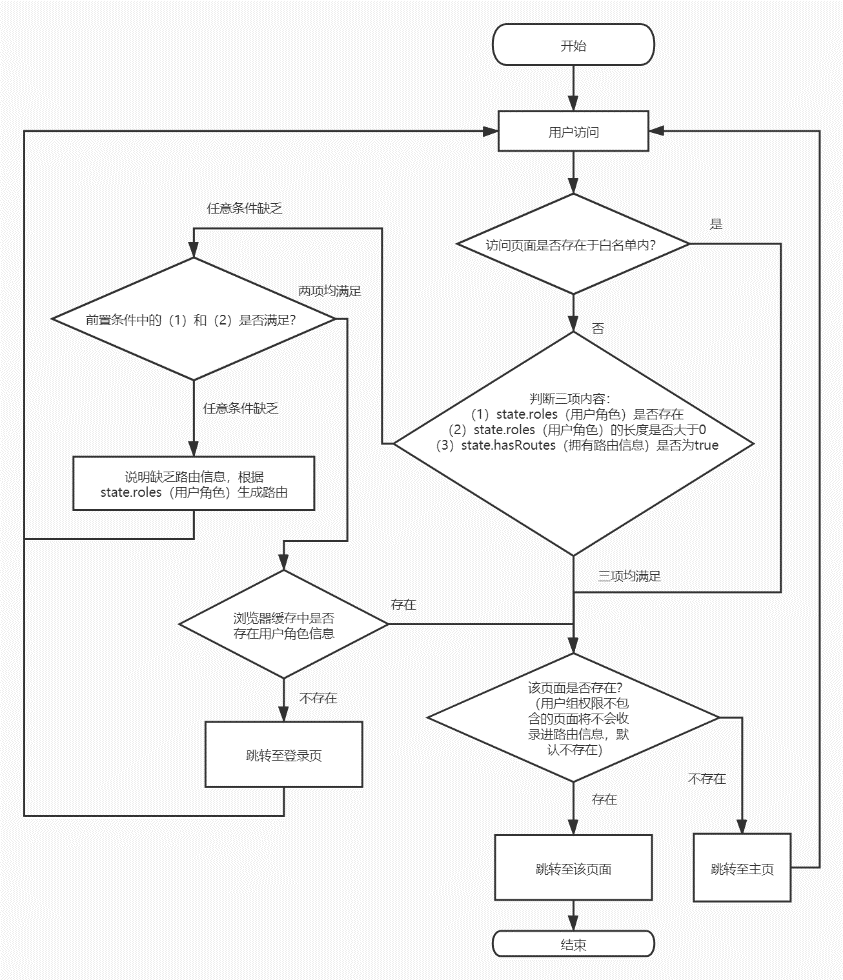 开始
用户访问
任意条件缺乏
访问页面是否存在于白名单内?
是
两项均满足
前置条件中的（1）和（2）是否满足?
否
判断三项内容:
（1）state.roles（用户角色）是否存在
（2）state.roles（用户角色）的长度是否大于0
（3）state.hasRoutes（拥有路由信息）是否为true
任意条件缺乏
说明缺乏路由信息，根据
state.roles（用户角色）生成路由
三项均满足
存在
浏览器缓存中是否
存在用户角色信息
不存在
该页面是否存在?
（用户组权限不包
含的页面将不会收
录进路由信息，默
认不存在）
跳转至登录页
不存在
存在
跳转至该页面
跳转至主页
结束